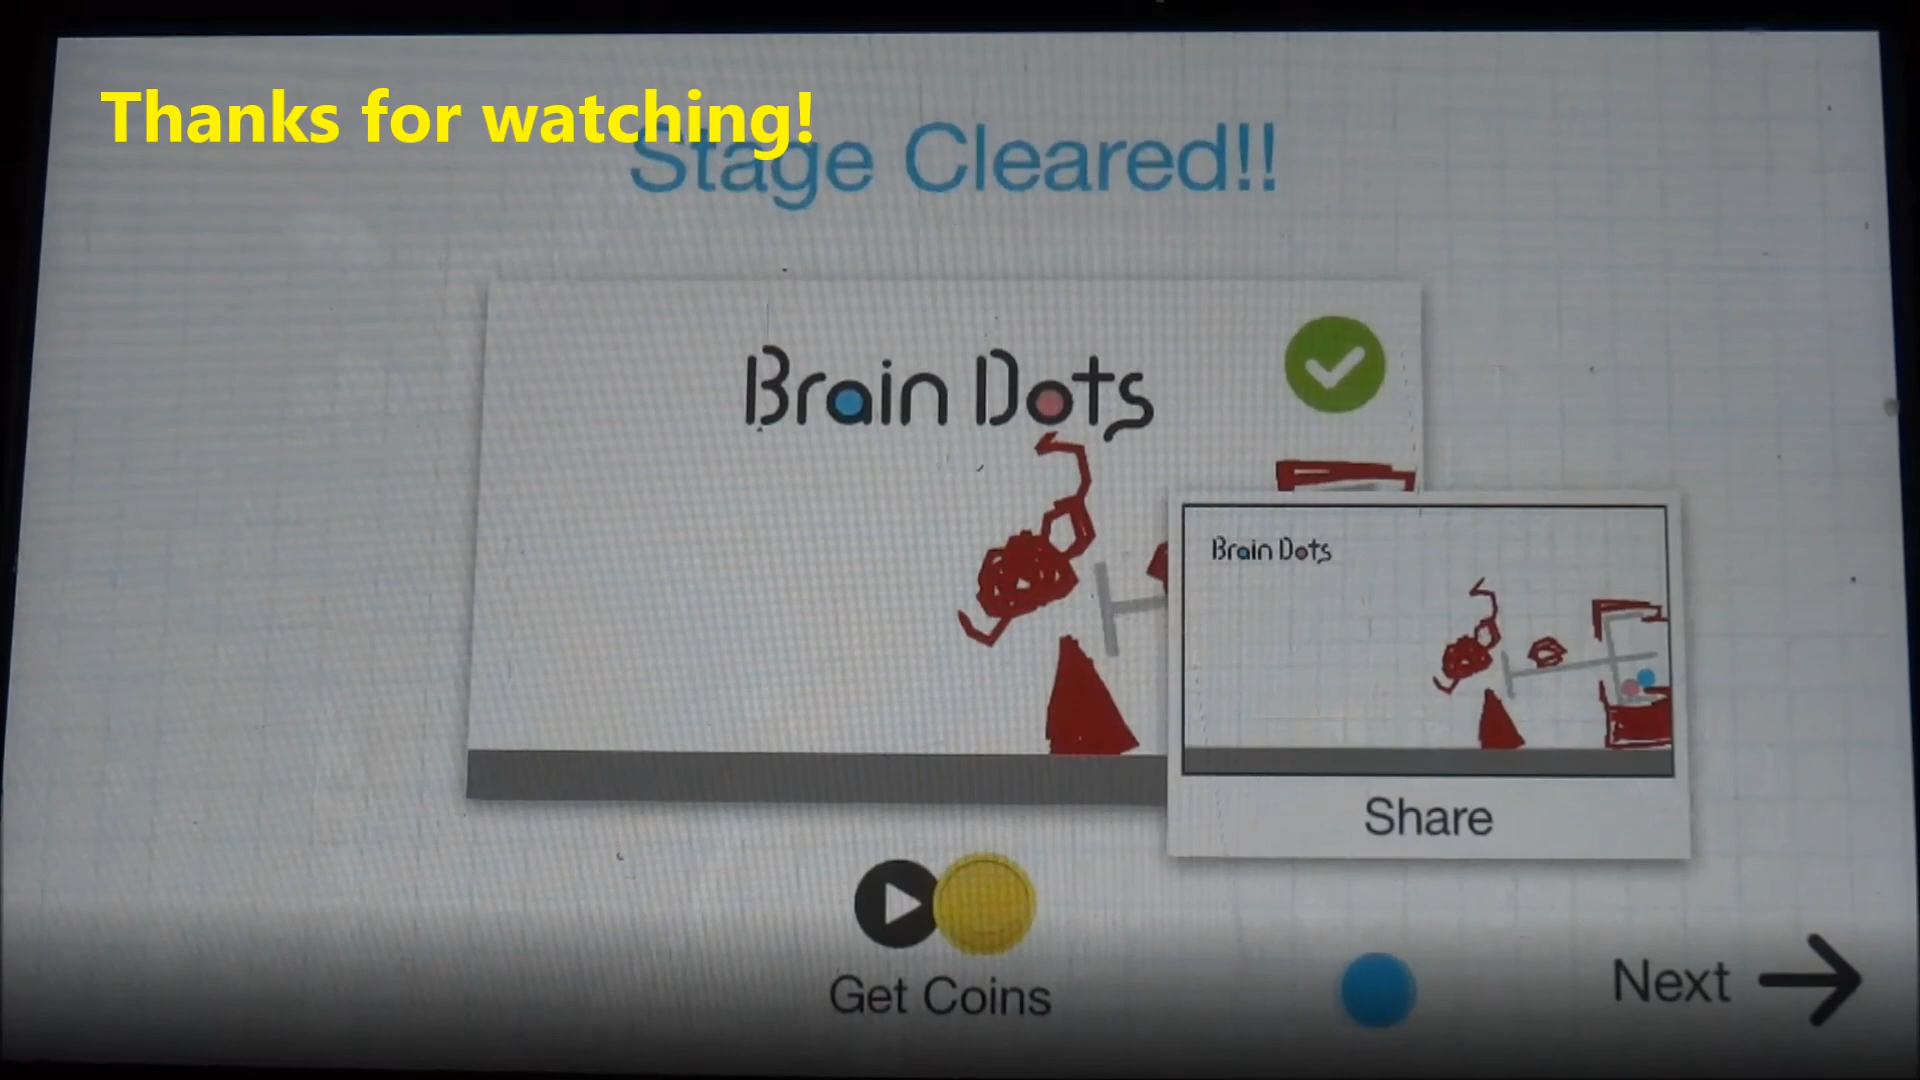 Thanks for watching!
Stage Cleared!!
Brain Dots
Brain Dots
Share
Get Coins
Next